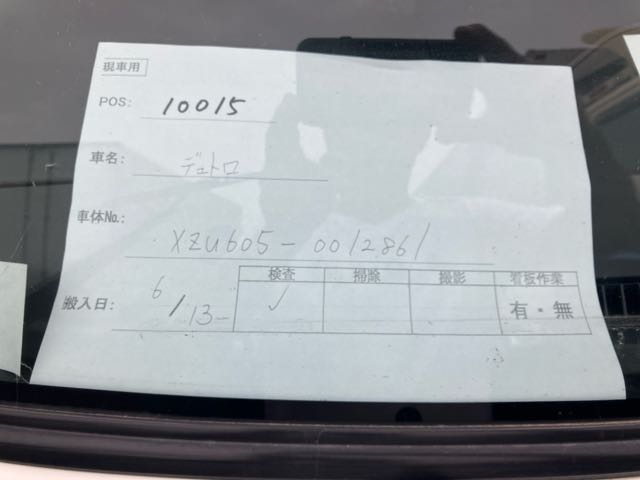 現車用
POS: 10015
車名: デュトロ
車体No.: XZU605-0012861
検査 掃除 撮影 看板作業
搬入日: 6/13 ✓ 有・無